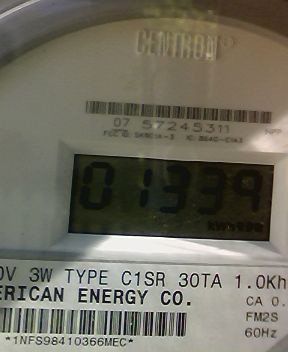 CENTRON
07 57245311
01339
0V 3W TYPE C1SR 30TA 1.0Kh
ERICAN ENERGY CO.
CA 0.
FM2S
60Hz
*1NFS98410366MEC*